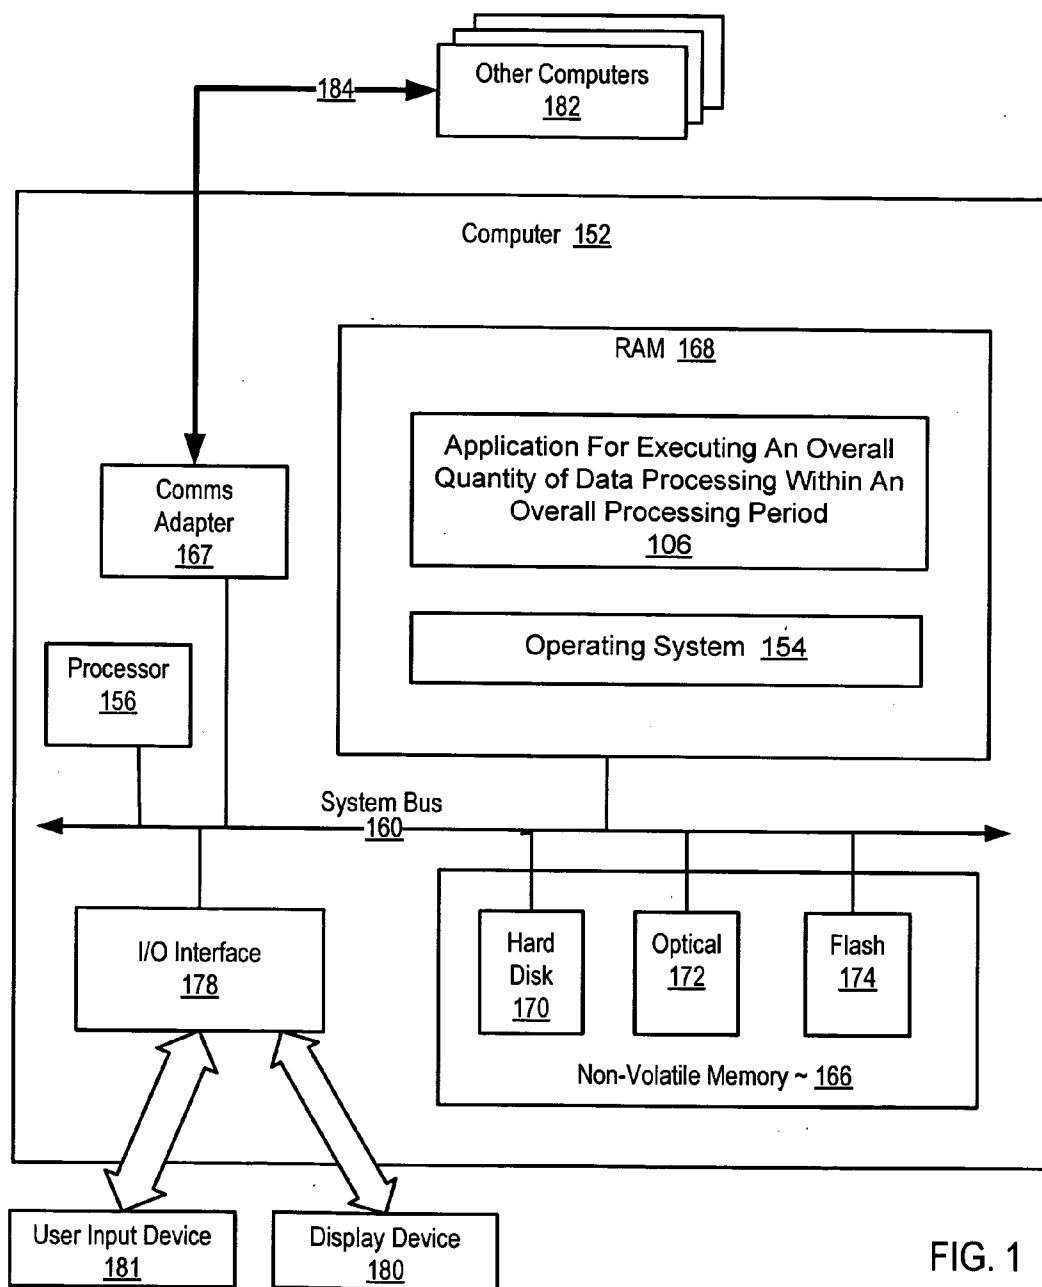 184
Other Computers
182
Computer 152
RAM 168
Application For Executing An Overall
Quantity of Data Processing Within An
Overall Processing Period
106
Comms
Adapter
167
Operating System 154
Processor
156
System Bus
160
I/O Interface
178
Hard
Disk
170
Optical
172
Flash
174
Non-Volatile Memory ~ 166
User Input Device
181
Display Device
180
FIG. 1